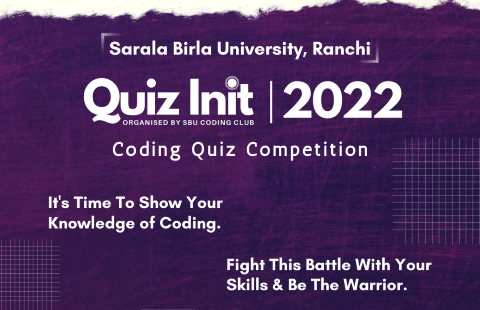 Sarala Birla University, Ranchi
Quiz Init | 2022
ORGANISED BY SBU CODING CLUB
Coding Quiz Competition
It's Time To Show Your
Knowledge of Coding.
Fight This Battle With Your
Skills & Be The Warrior.